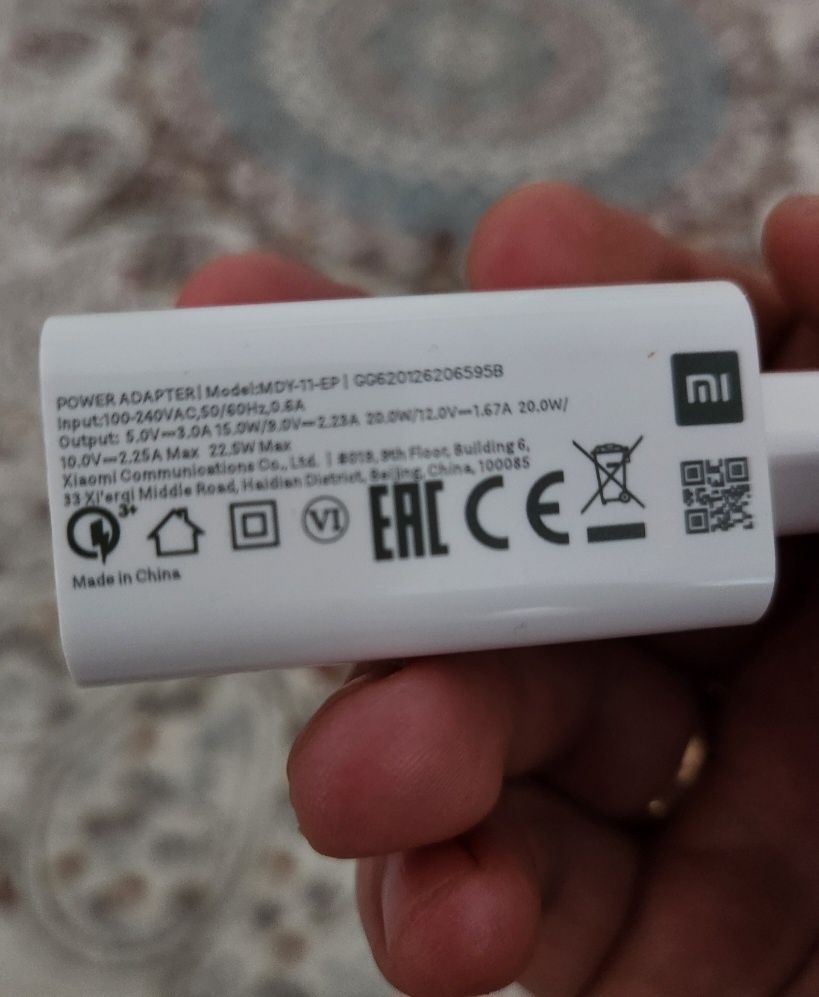 POWER ADAPTER| Model:MDY-11-EP | GG620126206595B
Input:100-240VAC,50/60Hz,0.6A
Output: 5.0V⎓3.0A 15.0W/9.0V⎓2.23A 20.0W/12.0V⎓1.67A 20.0W/
10.0V⎓2.25A Max 22.5W Max
Xiaomi Communications Co., Ltd. | #019, 9th Floor, Building 6,
33 Xi'erqi Middle Road, Haidian District, Beijing, China, 100085
mi
3+
VI
EAC
CE
Made in China